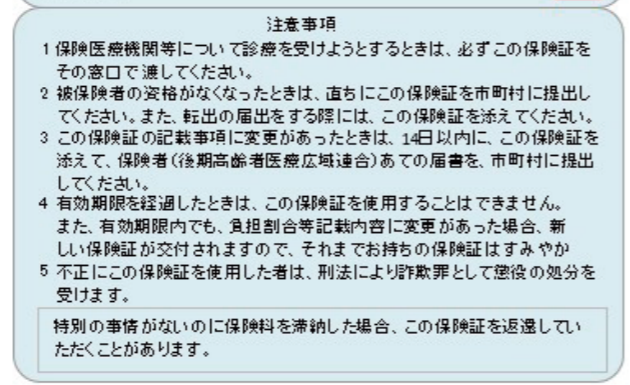 注意事項
1 保険医療機関等について診療を受けようとするときは、必ずこの保険証を
その窓口で渡してください。
2 被保険者の資格がなくなったときは、直ちにこの保険証を市町村に提出し
てください。また、転出の届出をする際には、この保険証を添えてください。
3 この保険証の記載事項に変更があったときは、14日以内に、この保険証を
添えて、保険者(後期高齢者医療広域連合)あての届書を、市町村に提出
してください。
4 有効期限を経過したときは、この保険証を使用することはできません。
また、有効期限内でも、負担割合等記載内容に変更があった場合、新
しい保険証が交付されますので、それまでお持ちの保険証はすみやか
5 不正にこの保険証を使用した者は、刑法により詐欺罪として懲役の処分を
受けます。
特別の事情がないのに保険料を滞納した場合、この保険証を返還してい
ただくことがあります。